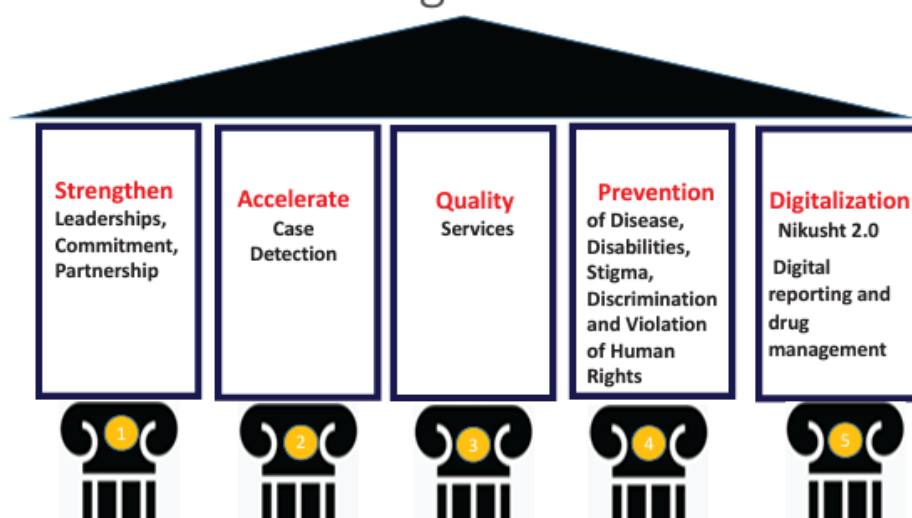 Strengthen
Leaderships,
Commitment,
Partnership
Accelerate
Case
Detection
Quality
Services
Prevention
of Disease,
Disabilities,
Stigma,
Discrimination
and Violation
of Human
Rights
Digitalization
Nikusht 2.0
Digital
reporting and
drug
management
1
2
3
4
5